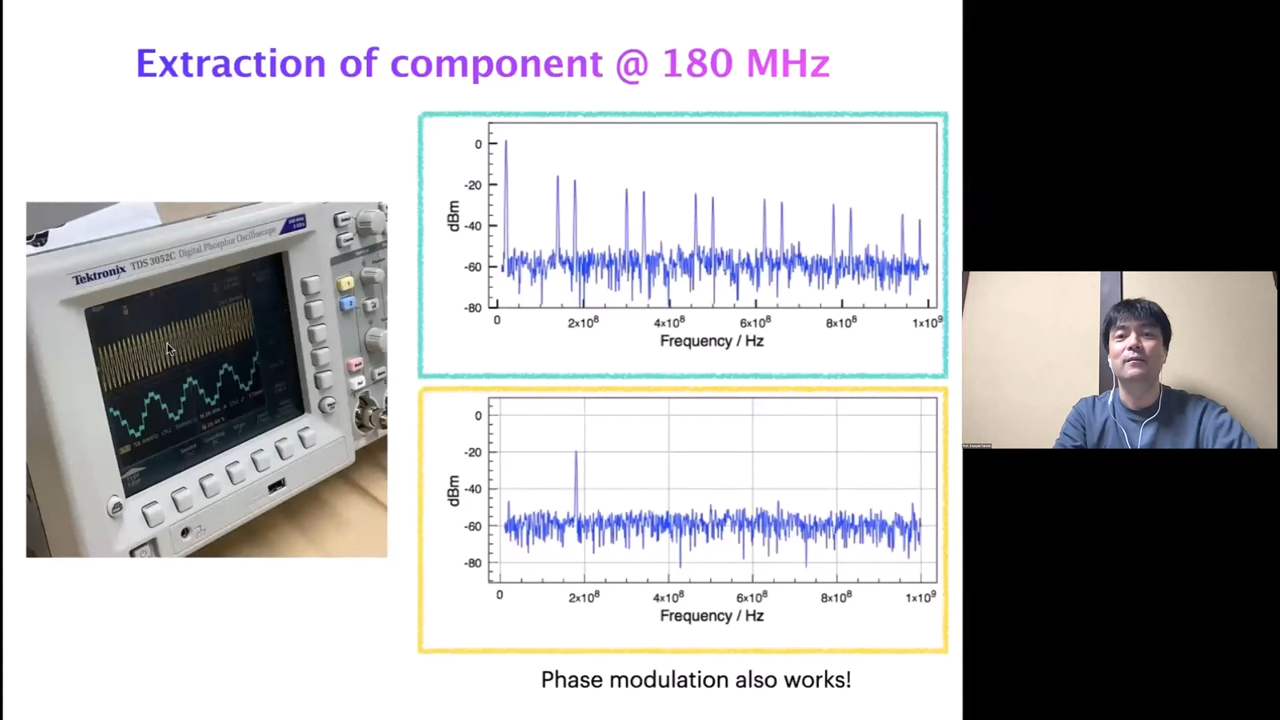 Extraction of component @ 180 MHz
Tektronix TDS 3052C Digital Phosphor Oscilloscope
0
-20
-40
-60
-80
dBm
0 2x10⁸ 4x10⁸ 6x10⁸ 8x10⁸ 1x10⁹
Frequency / Hz
0
-20
-40
-60
-80
dBm
0 2x10⁸ 4x10⁸ 6x10⁸ 8x10⁸ 1x10⁹
Frequency / Hz
Phase modulation also works!